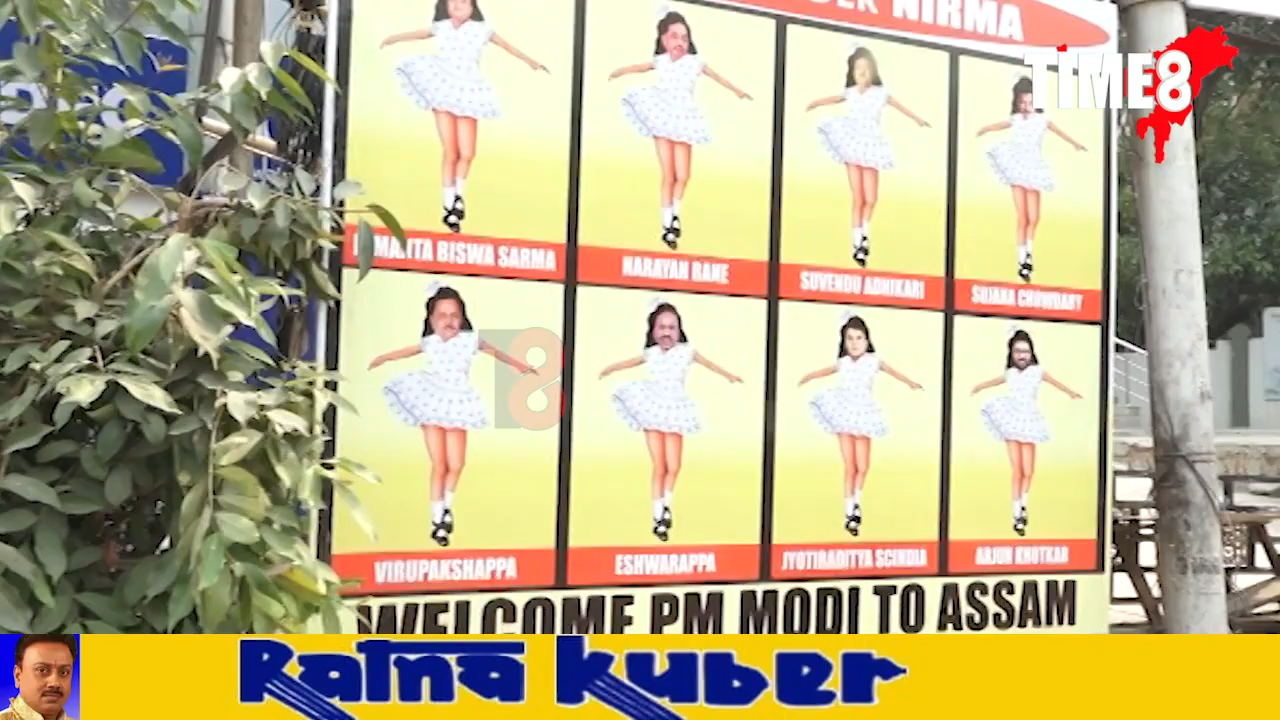 NIRMA
TIME8
BISWA SARMA
NARAYAN RANE
SUVENDU ADHIKARI
SUJANA CHOWDARY
8
VIRUPAKSHAPPA
ESHWARAPPA
JYOTIRADITYA SCINDIA
ARJUN KHOTKAR
WELCOME PM MODI TO ASSAM
Ratna Kuber